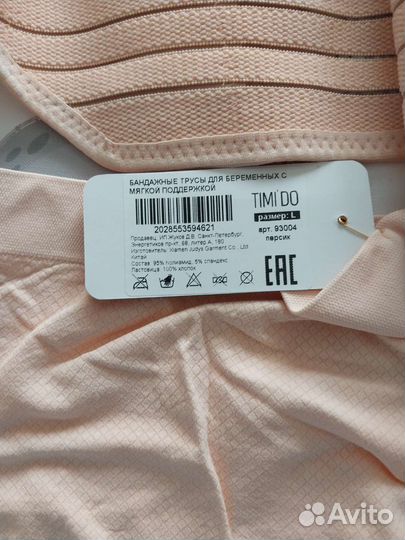 БАНДАЖНЫЕ ТРУСЫ ДЛЯ БЕРЕМЕННЫХ С
МЯГКОЙ ПОДДЕРЖКОЙ
2028553594621
Продавец: ИП Жуков Д.В. Санкт-Петербург,
Энергетиков пр-кт, 68, литер А, 190
Изготовитель: Xiamen Judys Garment Co., Ltd
Китай
Состав: 95% полиамид, 5% спандекс
Ластовица: 100% хлопок
TIMI'DO
размер: L
арт. 93004
персик
EAC
Avito